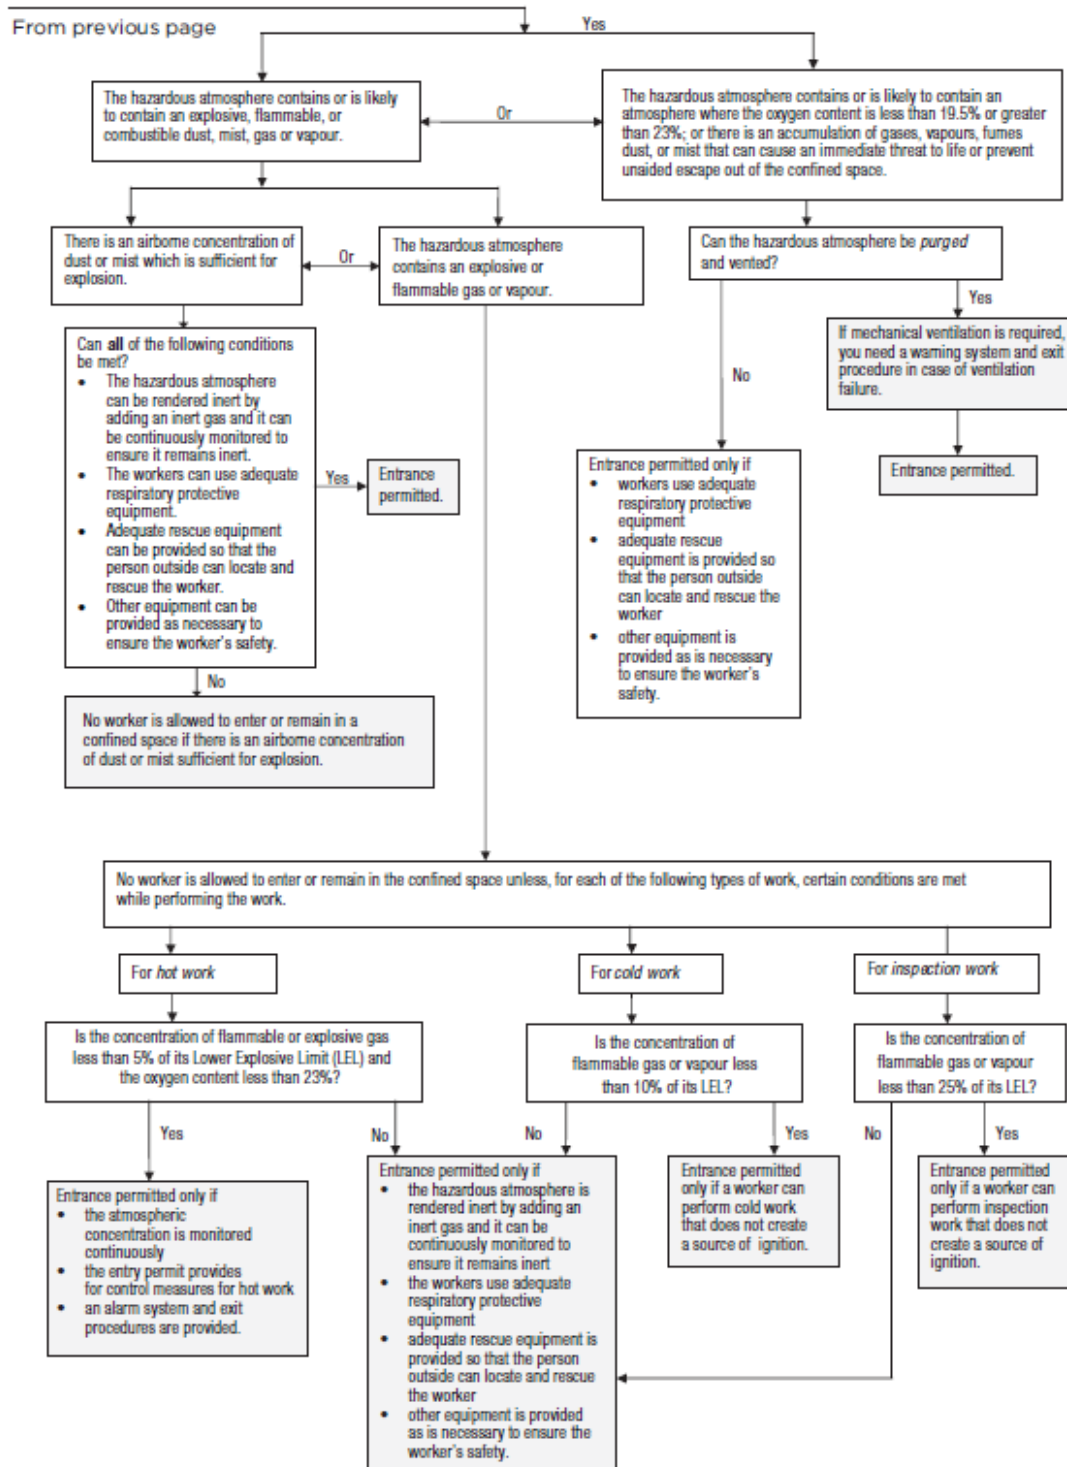 From previous page
Yes
The hazardous atmosphere contains or is likely
to contain an explosive, flammable, or
combustible dust, mist, gas or vapour.
Or
The hazardous atmosphere contains or is likely to contain an
atmosphere where the oxygen content is less than 19.5% or greater
than 23%; or there is an accumulation of gases, vapours, fumes
dust, or mist that can cause an immediate threat to life or prevent
unaided escape out of the confined space.
There is an airborne concentration of
dust or mist which is sufficient for
explosion.
Or
The hazardous atmosphere
contains an explosive or
flammable gas or vapour.
Can the hazardous atmosphere be purged
and vented?
Yes
If mechanical ventilation is required,
you need a warning system and exit
procedure in case of ventilation
failure.
Entrance permitted.
No
Entrance permitted only if
• workers use adequate
respiratory protective
equipment
• adequate rescue
equipment is provided so
that the person outside
can locate and rescue the
worker
• other equipment is
provided as is necessary
to ensure the worker's
safety.
Can all of the following conditions
be met?
• The hazardous atmosphere
can be rendered inert by
adding an inert gas and it can
be continuously monitored to
ensure it remains inert.
• The workers can use adequate
respiratory protective
equipment.
• Adequate rescue equipment
can be provided so that the
person outside can locate and
rescue the worker.
• Other equipment can be
provided as necessary to
ensure the worker's safety.
Yes
Entrance
permitted.
No
No worker is allowed to enter or remain in a
confined space if there is an airborne concentration
of dust or mist sufficient for explosion.
No worker is allowed to enter or remain in the confined space unless, for each of the following types of work, certain conditions are met
while performing the work.
For hot work
For cold work
For inspection work
Is the concentration of flammable or explosive gas
less than 5% of its Lower Explosive Limit (LEL) and
the oxygen content less than 23%?
Is the concentration of
flammable gas or vapour less
than 10% of its LEL?
Is the concentration of
flammable gas or vapour
less than 25% of its LEL?
Yes
No
No
Yes
No
Yes
Entrance permitted only if
• the atmospheric
concentration is monitored
continuously
• the entry permit provides
for control measures for hot work
• an alarm system and exit
procedures are provided.
Entrance permitted only if
• the hazardous atmosphere is
rendered inert by adding an
inert gas and it can be
continuously monitored to
ensure it remains inert
• the workers use adequate
respiratory protective
equipment
• adequate rescue equipment is
provided so that the person
outside can locate and rescue
the worker
• other equipment is provided
as is necessary to ensure the
worker's safety.
Entrance permitted
only if a worker can
perform cold work
that does not create
a source of ignition.
Entrance permitted
only if a worker can
perform inspection
work that does not
create a source of
ignition.